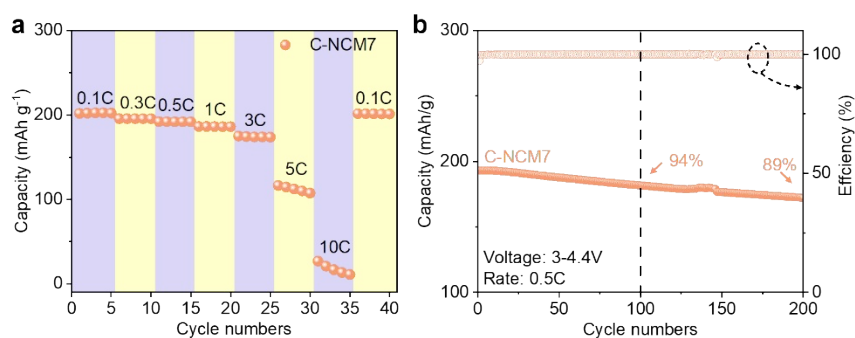 a
300
200
100
0
Capacity (mAh g⁻¹)
C-NCM7
0.1C
0.3C
0.5C
1C
3C
5C
10C
0.1C
0 5 10 15 20 25 30 35 40
Cycle numbers
b
300
200
100
Capacity (mAh/g)
C-NCM7
94%
89%
Voltage: 3-4.4V
Rate: 0.5C
0 50 100 150 200
Cycle numbers
100
50
0
Effciency (%)